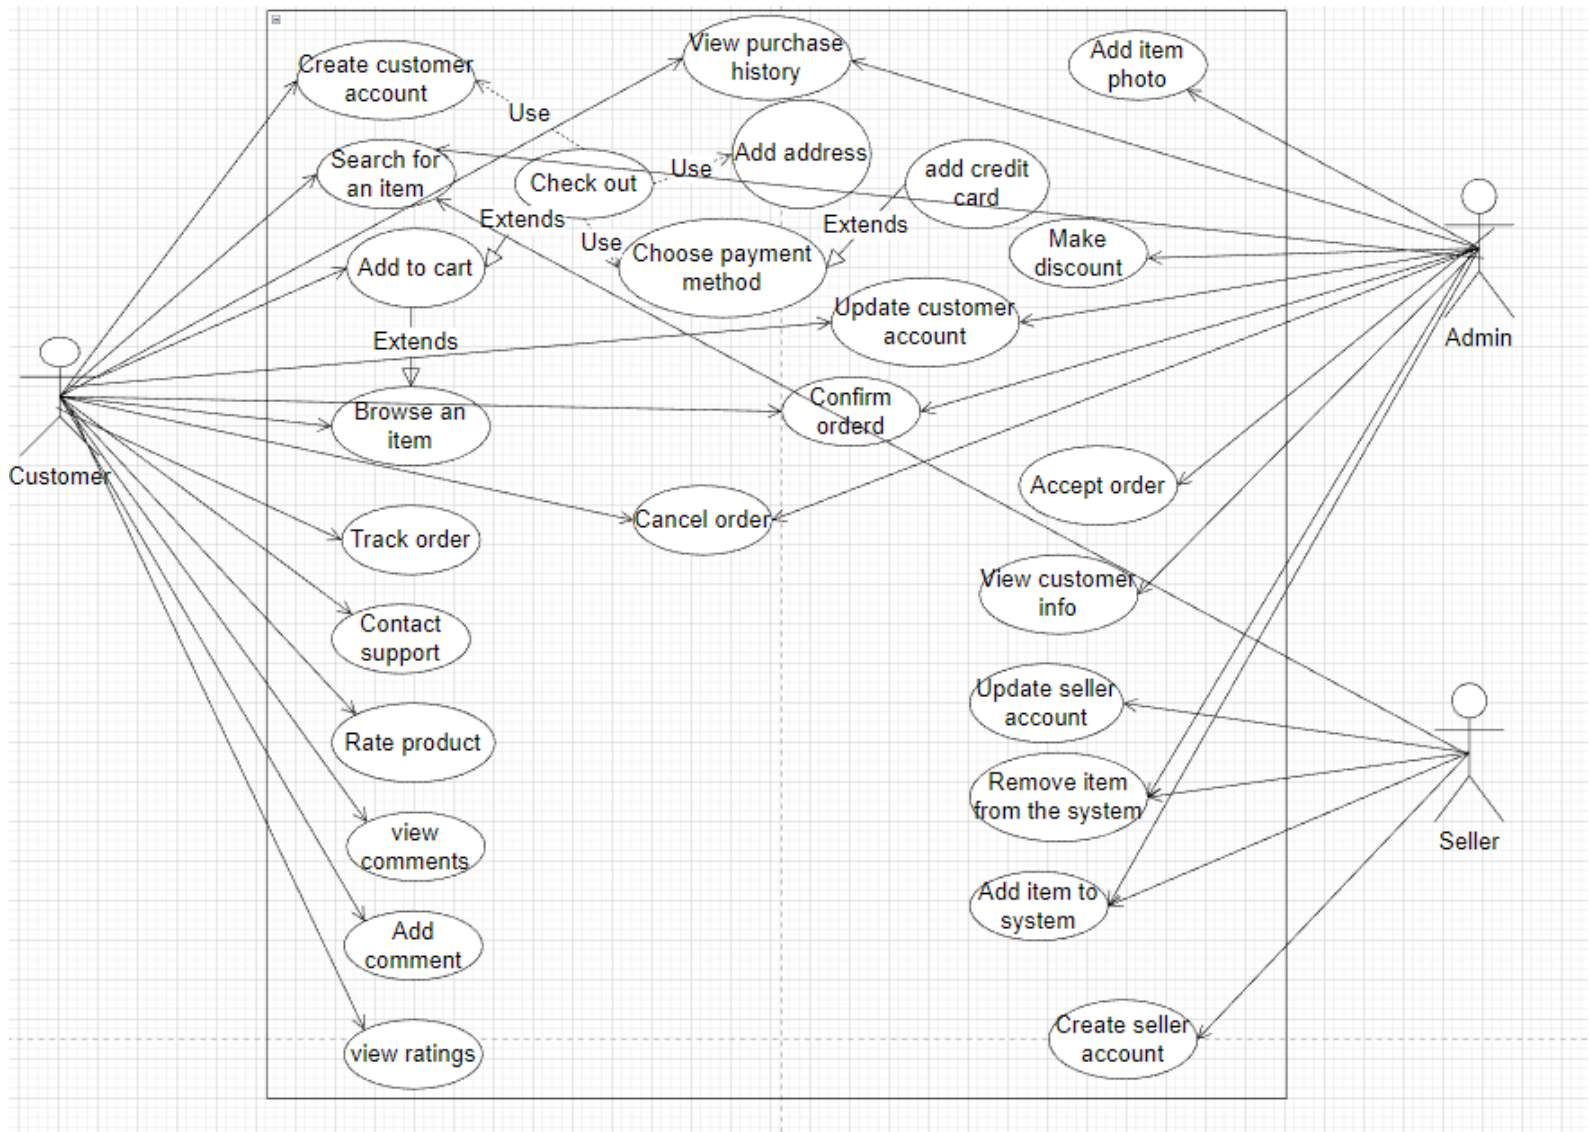 Create customer
account
View purchase
history
Add item
photo
Use
Search for
an item
Check out
Use
Add address
add credit
card
Extends
Extends
Use
Choose payment
method
Make
discount
Add to cart
Update customer
account
Admin
Extends
Browse an
item
Confirm
orderd
Customer
Accept order
Cancel order
Track order
View customer
info
Contact
support
Update seller
account
Rate product
Remove item
from the system
Seller
view
comments
Add item to
system
Add
comment
Create seller
account
view ratings